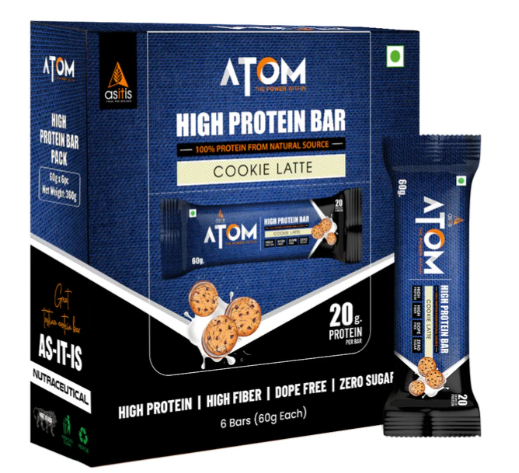 ATOM
HIGH
PROTEIN BAR
PACK
60g x 6pc
Net Weight: 360g
AS-IT-IS
NUTRACEUTICAL
asitis
ATOM
THE POWER WITHIN
HIGH PROTEIN BAR
100% PROTEIN FROM NATURAL SOURCE
COOKIE LATTE
ATOM
HIGH PROTEIN BAR
COOKIE LATTE
20
60g.
20g.
PROTEIN
PER BAR
HIGH PROTEIN | HIGH FIBER | DOPE FREE | ZERO SUGAR
6 Bars (60g Each)
60g.
ATOM
HIGH PROTEIN BAR
COOKIE LATTE
20